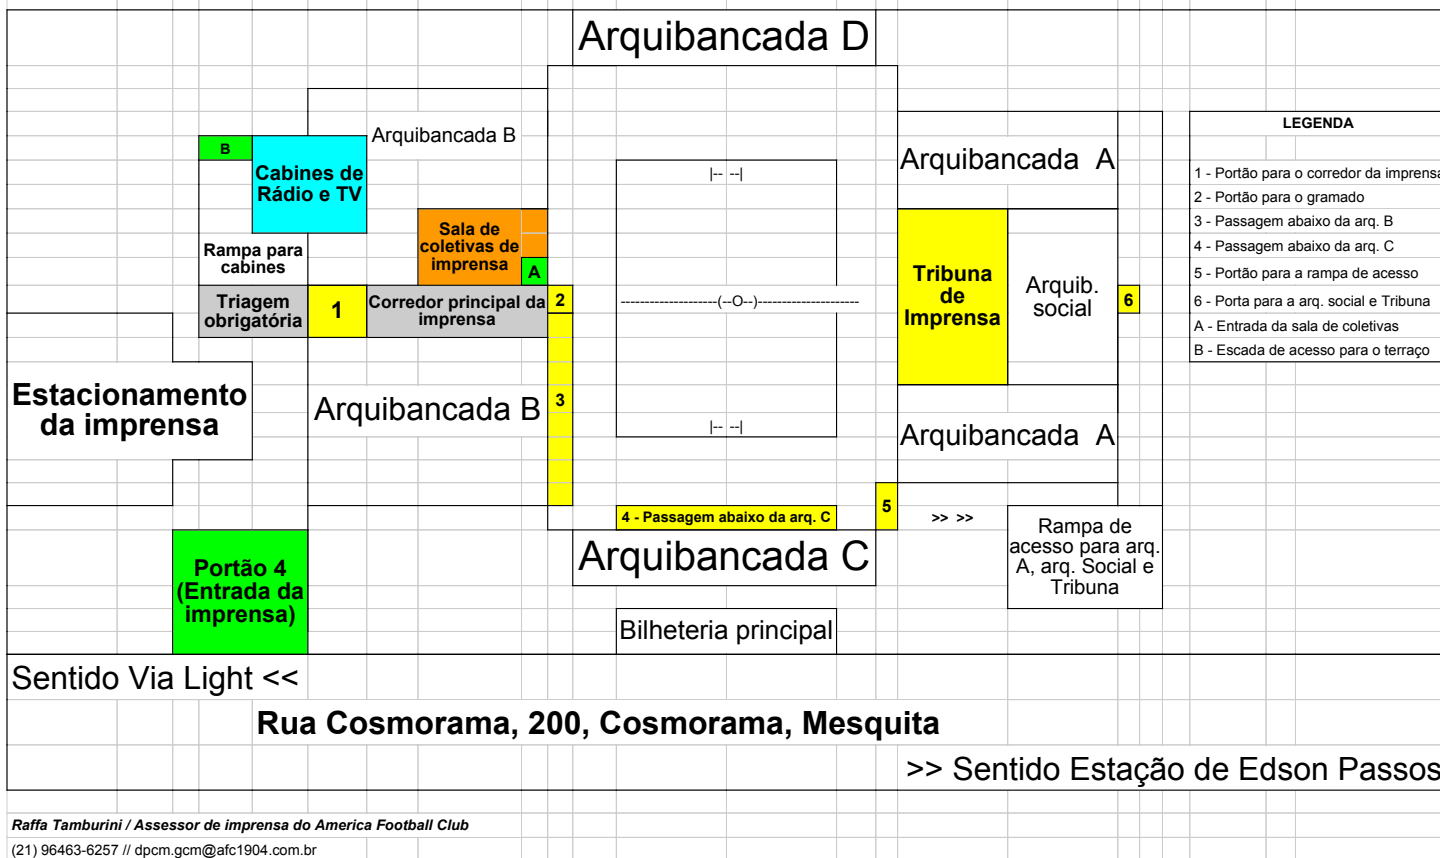 Arquibancada D
Arquibancada B
B
Cabines de
Rádio e TV
|-- --|
Arquibancada A
LEGENDA
1 - Portão para o corredor da imprensa
2 - Portão para o gramado
3 - Passagem abaixo da arq. B
4 - Passagem abaixo da arq. C
5 - Portão para a rampa de acesso
6 - Porta para a arq. social e Tribuna
A - Entrada da sala de coletivas
B - Escada de acesso para o terraço
Sala de
coletivas de
imprensa
A
Rampa para
cabines
Triagem
obrigatória
1
Corredor principal da
imprensa
2
---------------------(--O--)----------------------
Tribuna
de
Imprensa
Arquib.
social
6
Estacionamento
da imprensa
Arquibancada B
3
|-- --|
Arquibancada A
4 - Passagem abaixo da arq. C
5
>> >>
Rampa de
acesso para arq.
A, arq. Social e
Tribuna
Arquibancada C
Portão 4
(Entrada da
imprensa)
Bilheteria principal
Sentido Via Light <<
Rua Cosmorama, 200, Cosmorama, Mesquita
>> Sentido Estação de Edson Passos
Raffa Tamburini / Assessor de imprensa do America Football Club
(21) 96463-6257 // dpcm.gcm@afc1904.com.br